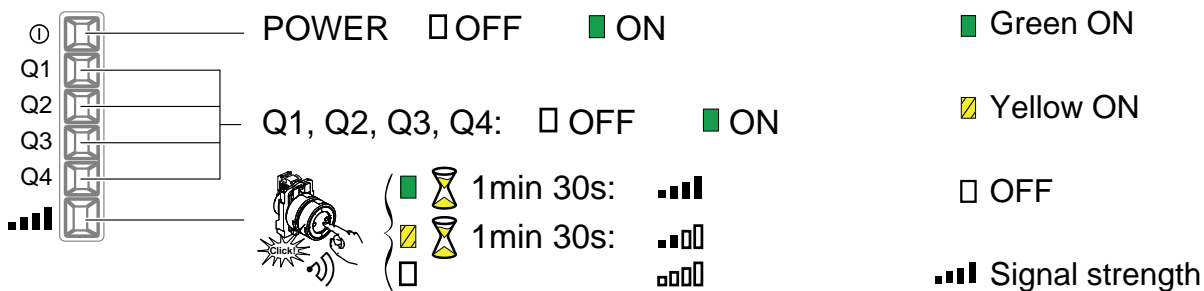 POWER OFF ON
Green ON
Q1
Q2
Q3
Q4
Q1, Q2, Q3, Q4: OFF ON
Yellow ON
1min 30s:
1min 30s:
OFF
Click!
Signal strength